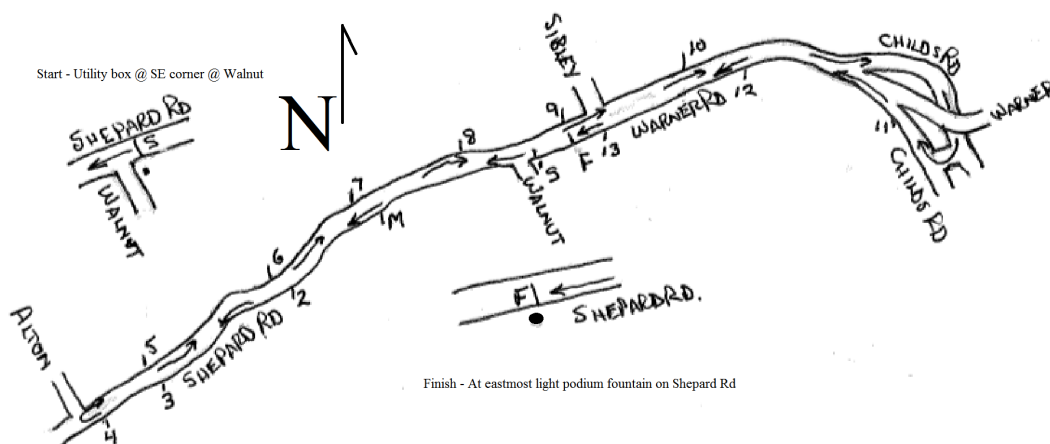 Start - Utility box @ SE corner @ Walnut
N
SHEPARD RD
S
WALNUT
SIBLEY
10
CHILDS RD
WARNER
9
WARNER RD
12
11
13
F
8
S
WALNUT
CHILDS RD
7
M
6
2
F
SHEPARD RD.
ALTON
5
SHEPARD RD
3
4
Finish - At eastmost light podium fountain on Shepard Rd